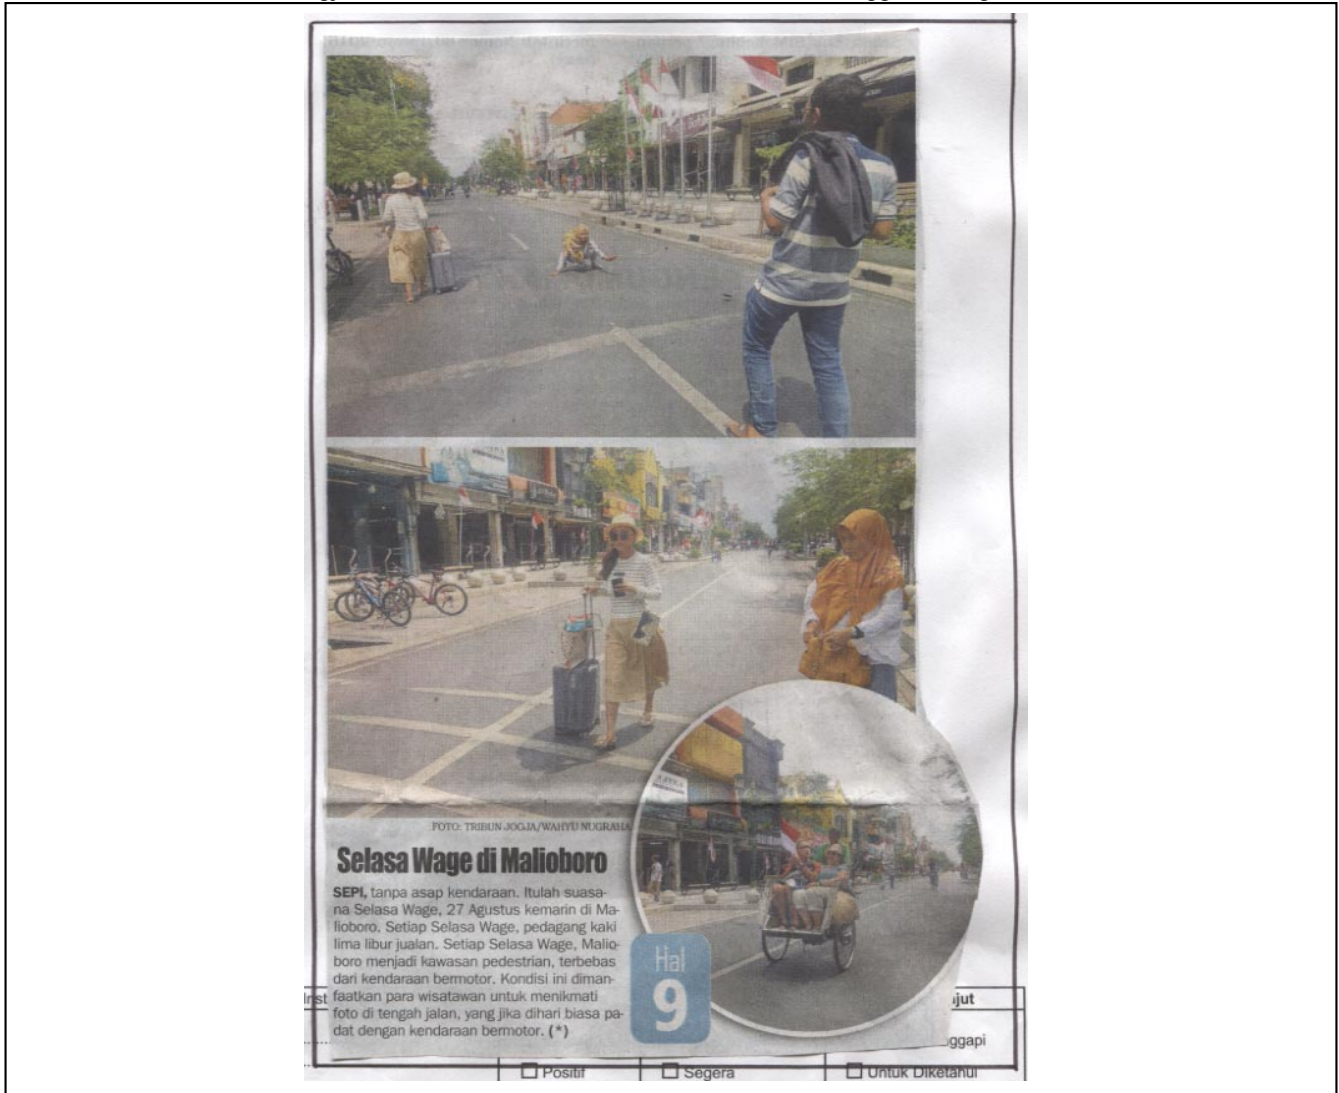 FOTO: TRIBUN JOGJA/WAHYU NUGRAHA
Selasa Wage di Malioboro
SEPI, tanpa asap kendaraan. Itulah suasa-
na Selasa Wage, 27 Agustus kemarin di Ma-
lioboro. Setiap Selasa Wage, pedagang kaki
lima libur jualan. Setiap Selasa Wage, Malio-
boro menjadi kawasan pedestrian, terbebas
dari kendaraan bermotor. Kondisi ini diman-
faatkan para wisatawan untuk menikmati
foto di tengah jalan, yang jika dihari biasa pa-
dat dengan kendaraan bermotor. (*)
Hal
9
Positif
Segera
Untuk Diketahui